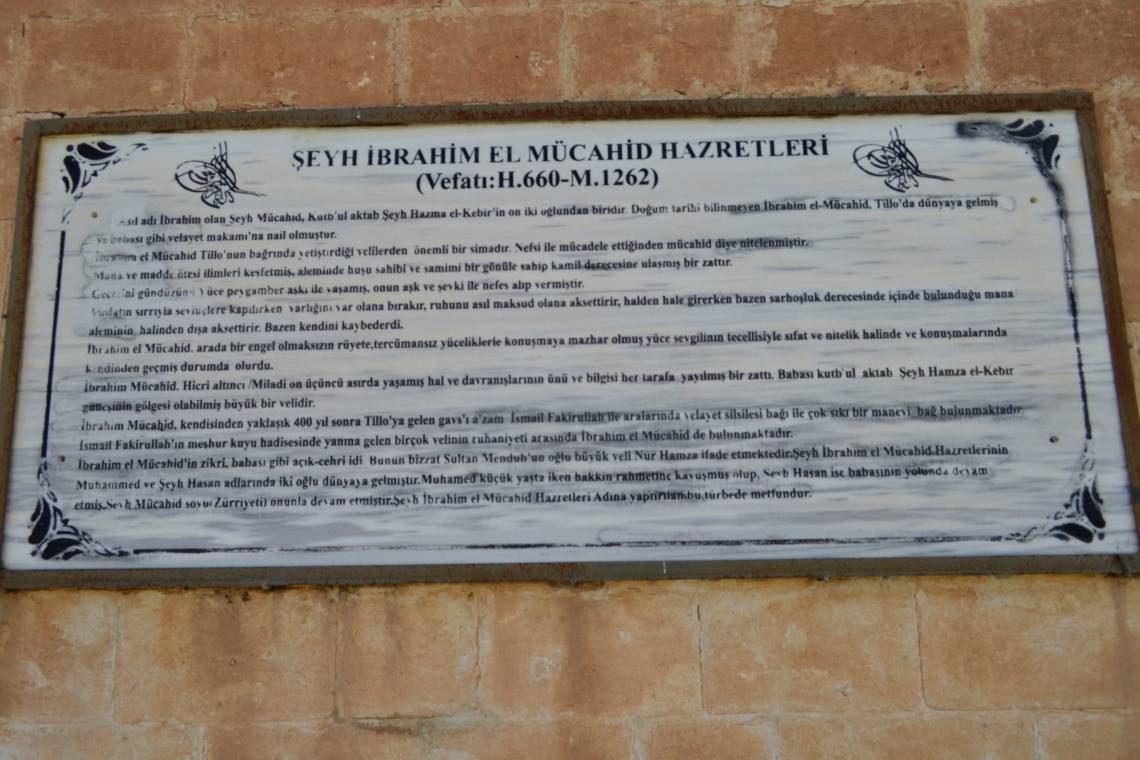 ŞEYH İBRAHİM EL MÜCAHİD HAZRETLERİ
(Vefatı:H.660-M.1262)
Asıl adı İbrahim olan Şeyh Mücahid, Kutb'ul aktab Şeyh Hazma el-Kebir'in on iki oğlundan biridir. Doğum tarihi bilinmeyen İbrahim el-Mücahid, Tillo'da dünyaya gelmiş
ve babası gibi velayet makamı'na nail olmuştur.
İbrahim el Mücahid Tillo'nun bağrında yetiştirdiği velilerden önemli bir simadır. Nefsi ile mücadele ettiğinden mücahid diye nitelenmiştir.
Mana ve madde ötesi ilimleri keşfetmiş, aleminde huşu sahibi ve samimi bir gönüle sahip kamil derecesine ulaşmış bir zattır.
Gecesini gündüzünü Yüce peygamber aşkı ile yaşamış, onun aşk ve şevki ile nefes alıp vermiştir.
sırrıyla sevinçlere kapılırken varlığını var olana bırakır, ruhunu asıl maksud olana aksettirir, halden hale girerken bazen sarhoşluk derecesinde içinde bulunduğu mana
aleminin halinden dışa aksettirir. Bazen kendini kaybederdi.
İbrahim el Mücahid. arada bir engel olmaksızın rüyete,tercümansız yüceliklerle konuşmaya mazhar olmuş yüce sevgilinin tecellisiyle sıfat ve nitelik halinde ve konuşmalarında
kendinden geçmiş durumda olurdu.
İbrahim Mücahid. Hicri altıncı /Miladi on üçüncü asırda yaşamış hal ve davranışlarının ünü ve bilgisi her tarafa yayılmış bir zattı. Babası kutb'ul aktab Şeyh Hamza el-Kebir
güneşinin gölgesi olabilmiş büyük bir velidir.
İbrahim Mücahid, kendisinden yaklaşık 400 yıl sonra Tillo'ya gelen gavs'ı a'zam İsmail Fakirullah ile aralarında velayet silsilesi bağı ile çok sıkı bir manevi bağ bulunmaktadır.
İsmail Fakirullah'ın meshur kuyu hadisesinde yanına gelen birçok velinin ruhaniyeti arasında İbrahim el Mücahid de bulunmaktadır.
İbrahim el Mücahid'in zikri, babası gibi açık-cehri idi Bunun bizzat Sultan Menduh'un oğlu büyük veli Nur Hamza ifade etmektedir.Şeyh İbrahim el Mücahid Hazretlerinin
Muhammed ve Şeyh Hasan adlarında iki oğlu dünyaya gelmiştir.Muhamed küçük yaşta iken hakkın rahmetine kavuşmuş olup, Şeyh Hasan ise babasının yolunda devam
etmiş.Şeyh Mücahid soyu(Zürriyeti) onunla devam etmiştir.Şeyh İbrahim el Mücahid Hazretleri Adına yaptırılan bu türbede metfundur.